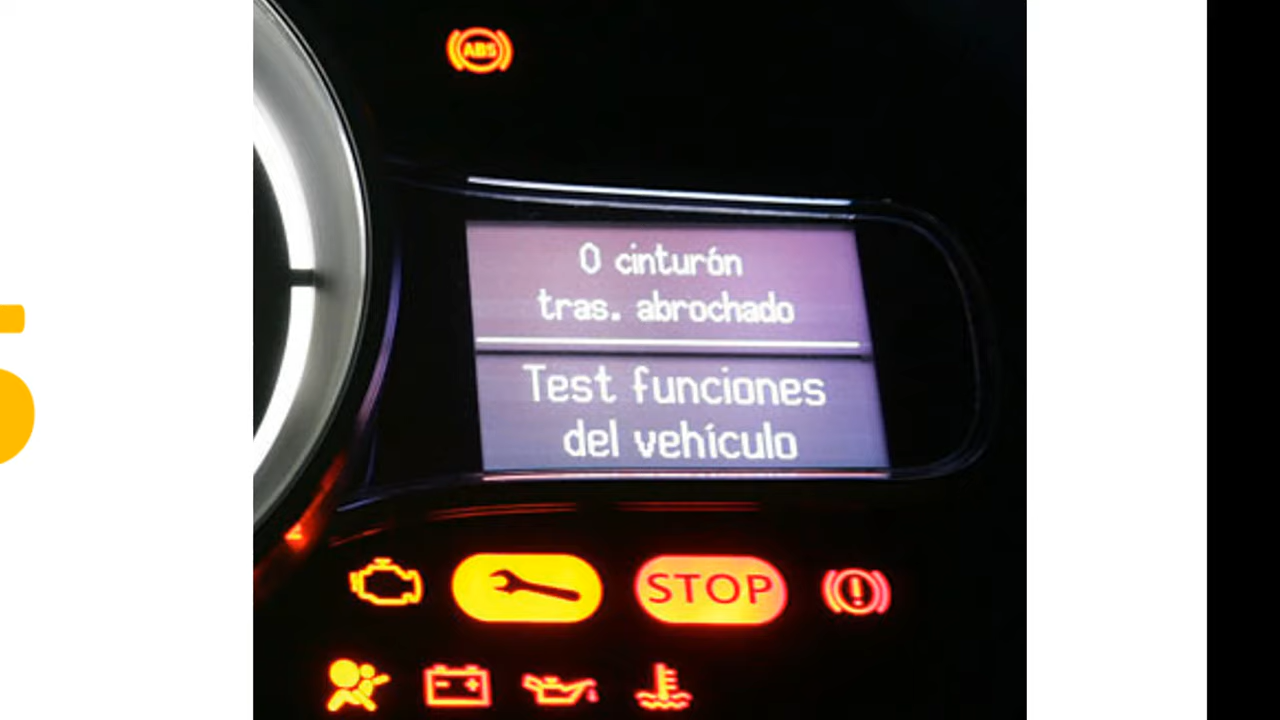 ABS
0 cinturón
tras. abrochado
Test funciones
del vehículo
STOP